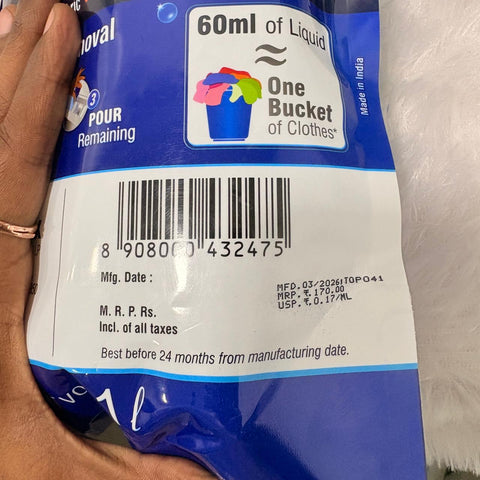 60ml of Liquid
≈
One
Bucket
of Clothes*
Made in India
oval
3
POUR
Remaining
8 908000 432475
Mfg. Date :
MFD.03/2026:TOP041
MRP.₹.170.00
USP.₹.0.17/ML
M. R. P. Rs.
Incl. of all taxes
Best before 24 months from manufacturing date.
1 l